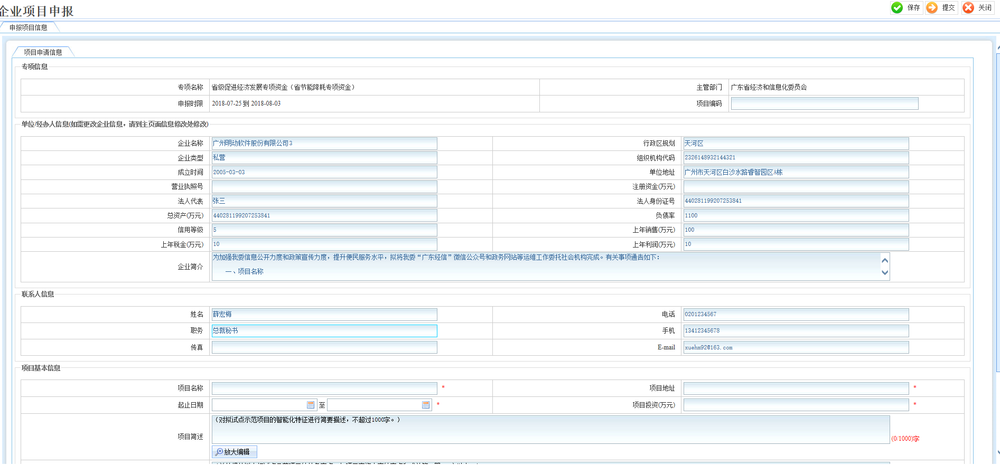 企业项目申报
保存 提交 关闭
申报项目信息
项目申请信息
专项信息
专项名称 省级促进经济发展专项资金（省节能降耗专项资金） 主管部门 广东省经济和信息化委员会
申报时限 2018-07-25 到 2018-08-03 项目编码
单位/经办人信息(如需更改企业信息，请到主页面信息修改处修改)
企业名称 广州明动软件股份有限公司3 行政区规划 天河区
企业类型 私营 组织机构代码 2326148932144321
成立时间 2005-03-03 单位地址 广州市天河区白沙水路睿智园区A栋
营业执照号 注册资金(万元)
法人代表 张三 法人身份证号 440281199207253841
总资产(万元) 440281199207253841 负债率 1100
信用等级 5 上年销售(万元) 100
上年税金(万元) 10 上年利润(万元) 10
企业简介 为加强我委信息公开力度和政策宣传力度，提升便民服务水平，拟将我委“广东经信”微信公众号和政务网站等运维工作委托社会机构完成。有关事项通告如下：
一、项目名称
联系人信息
姓名 薛宏梅 电话 0201234567
职务 总裁秘书 手机 13412345678
传真 E-mail xuehm92@163.com
项目基本信息
项目名称 * 项目地址 *
起止日期 至 * 项目投资(万元) *
项目简述 （对拟试点示范项目的智能化特征进行简要描述，不超过1000字。）
(0/1000)字
放大编辑